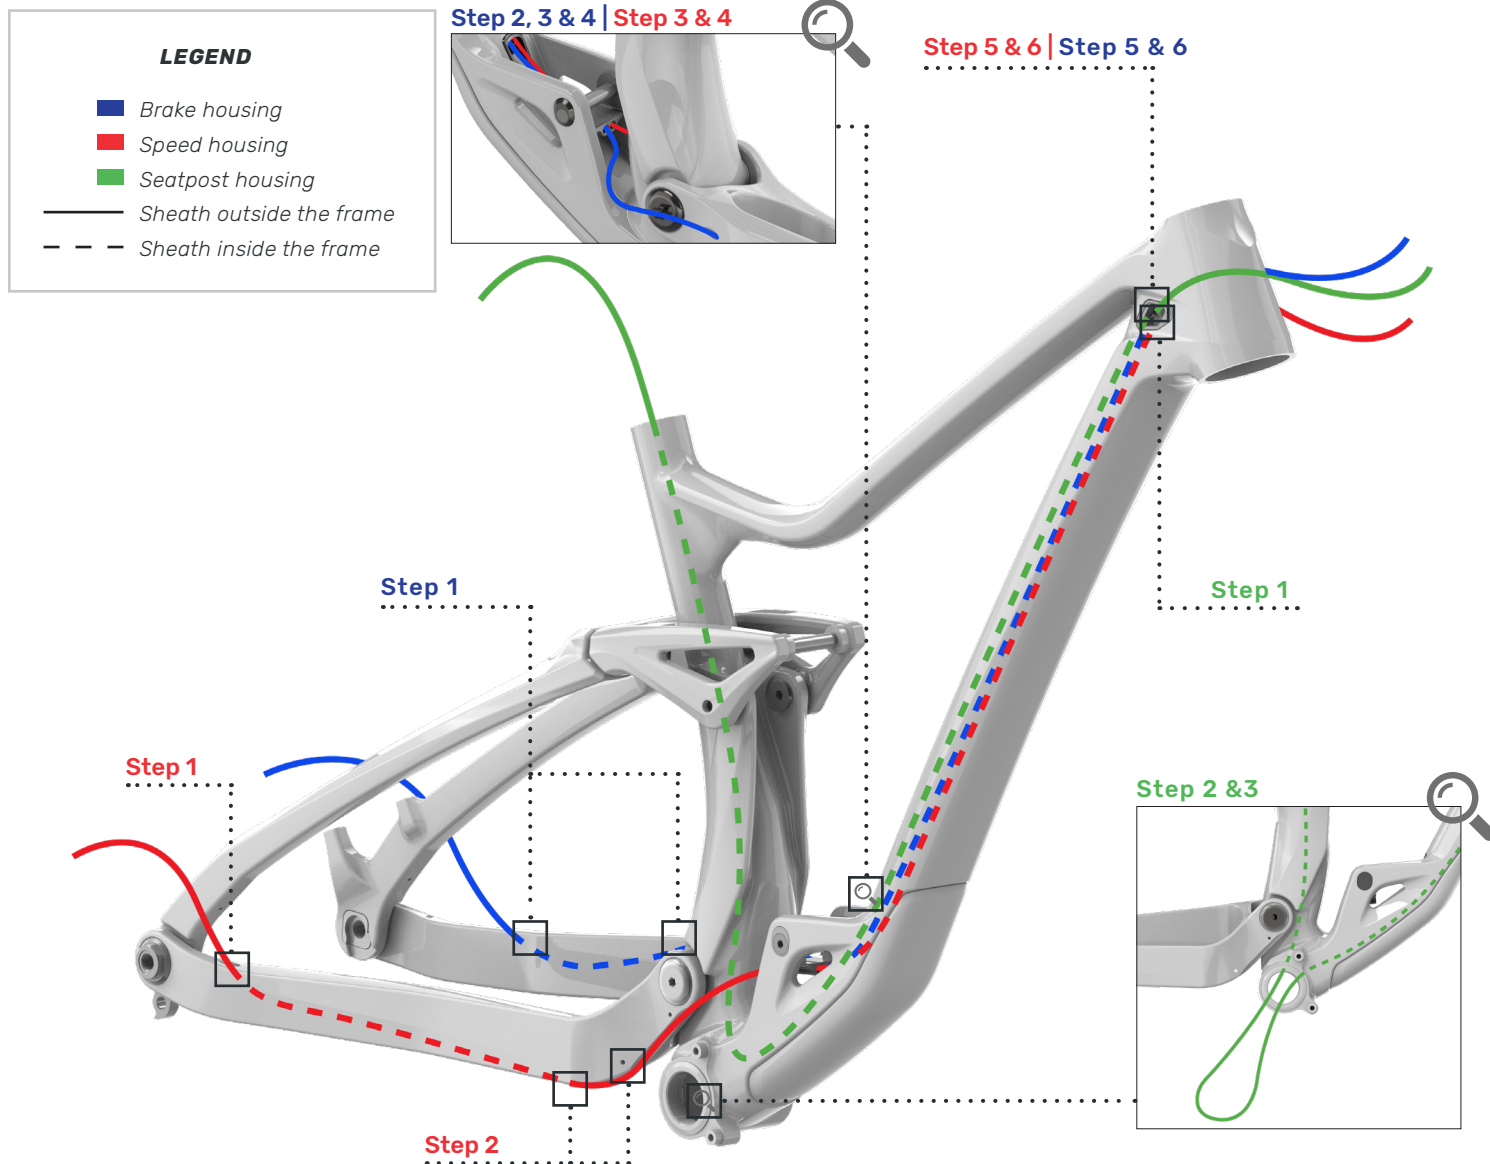 LEGEND
Brake housing
Speed housing
Seatpost housing
Sheath outside the frame
Sheath inside the frame
Step 2, 3 & 4 | Step 3 & 4
Step 5 & 6 | Step 5 & 6
Step 1
Step 1
Step 1
Step 2 &3
Step 2